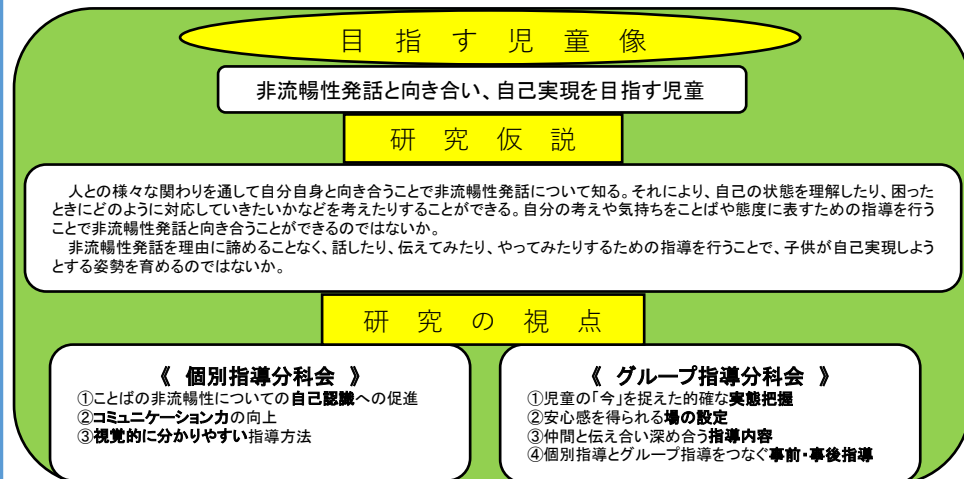 目 指 す 児 童 像
非流暢性発話と向き合い、自己実現を目指す児童
研 究 仮 説
　人との様々な関わりを通して自分自身と向き合うことで非流暢性発話について知る。それにより、自己の状態を理解したり、困った
ときにどのように対応していきたいかなどを考えたりすることができる。自分の考えや気持ちをことばや態度に表すための指導を行う
ことで非流暢性発話と向き合うことができるのではないか。
　非流暢性発話を理由に諦めることなく、話したり、伝えてみたり、やってみたりするための指導を行うことで、子供が自己実現しよう
とする姿勢を育めるのではないか。
研 究 の 視 点
《 個別指導分科会 》
①ことばの非流暢性についての自己認識への促進
②コミュニケーション力の向上
③視覚的に分かりやすい指導方法
《 グループ指導分科会 》
①児童の「今」を捉えた的確な実態把握
②安心感を得られる場の設定
③仲間と伝え合い深め合う指導内容
④個別指導とグループ指導をつなぐ事前・事後指導